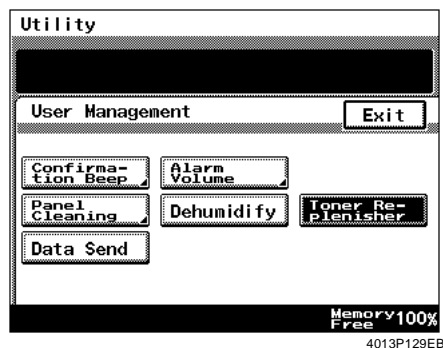 Utility
User Management
Exit
Confirma-
tion Beep
Alarm
Volume
Panel
Cleaning
Dehumidify
Toner Re-
plenisher
Data Send
Memory
Free 100%
4013P129EB